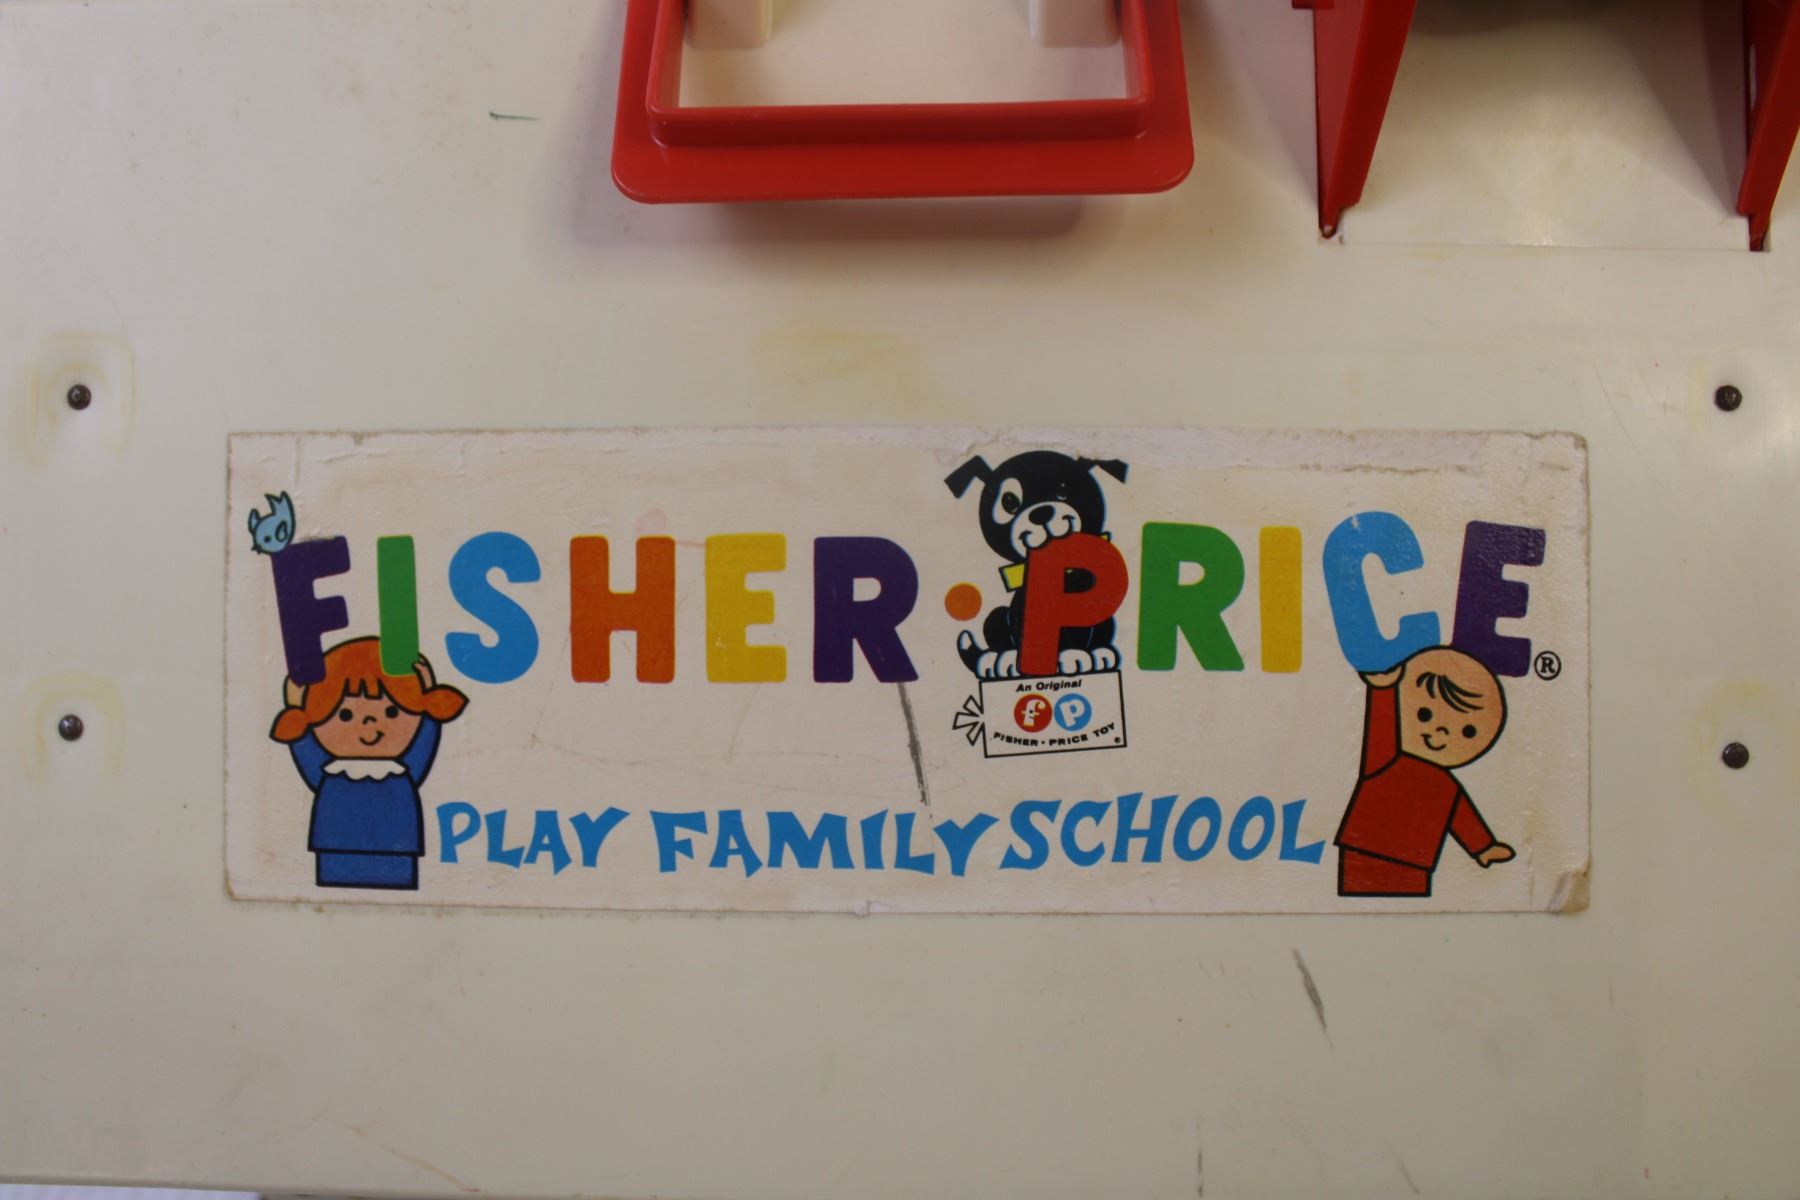 FISHER·PRICE®
An Original
fp
FISHER·PRICE TOY
PLAY FAMILY SCHOOL